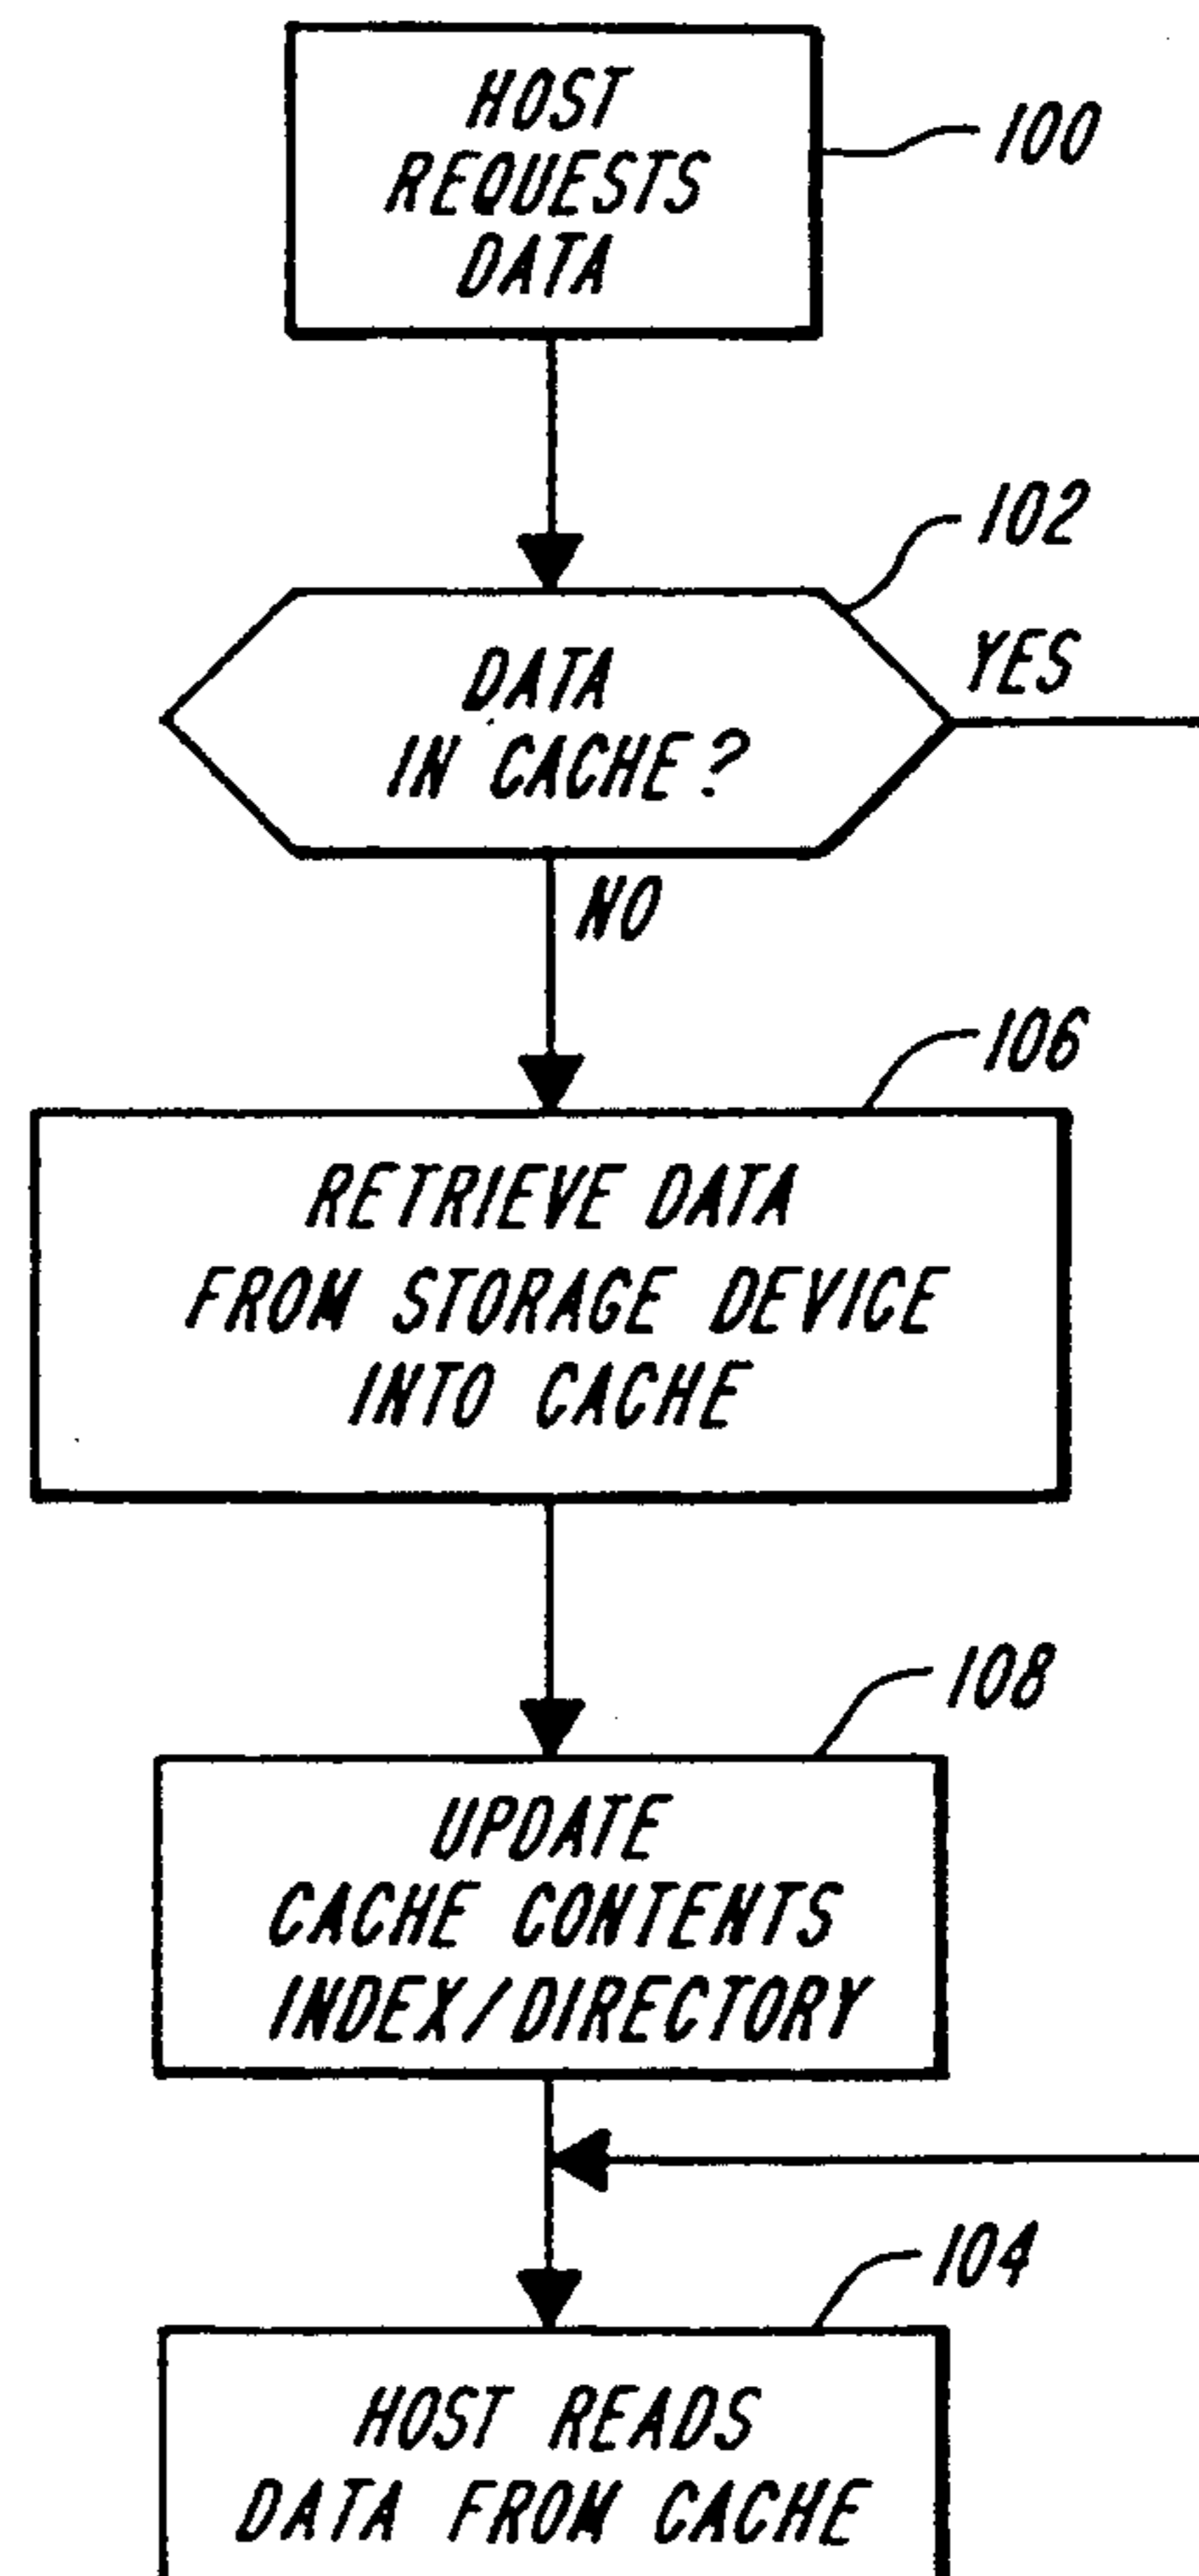 HOST
REQUESTS
DATA
100
102
DATA
IN CACHE?
YES
NO
106
RETRIEVE DATA
FROM STORAGE DEVICE
INTO CACHE
108
UPDATE
CACHE CONTENTS
INDEX/DIRECTORY
104
HOST READS
DATA FROM CACHE